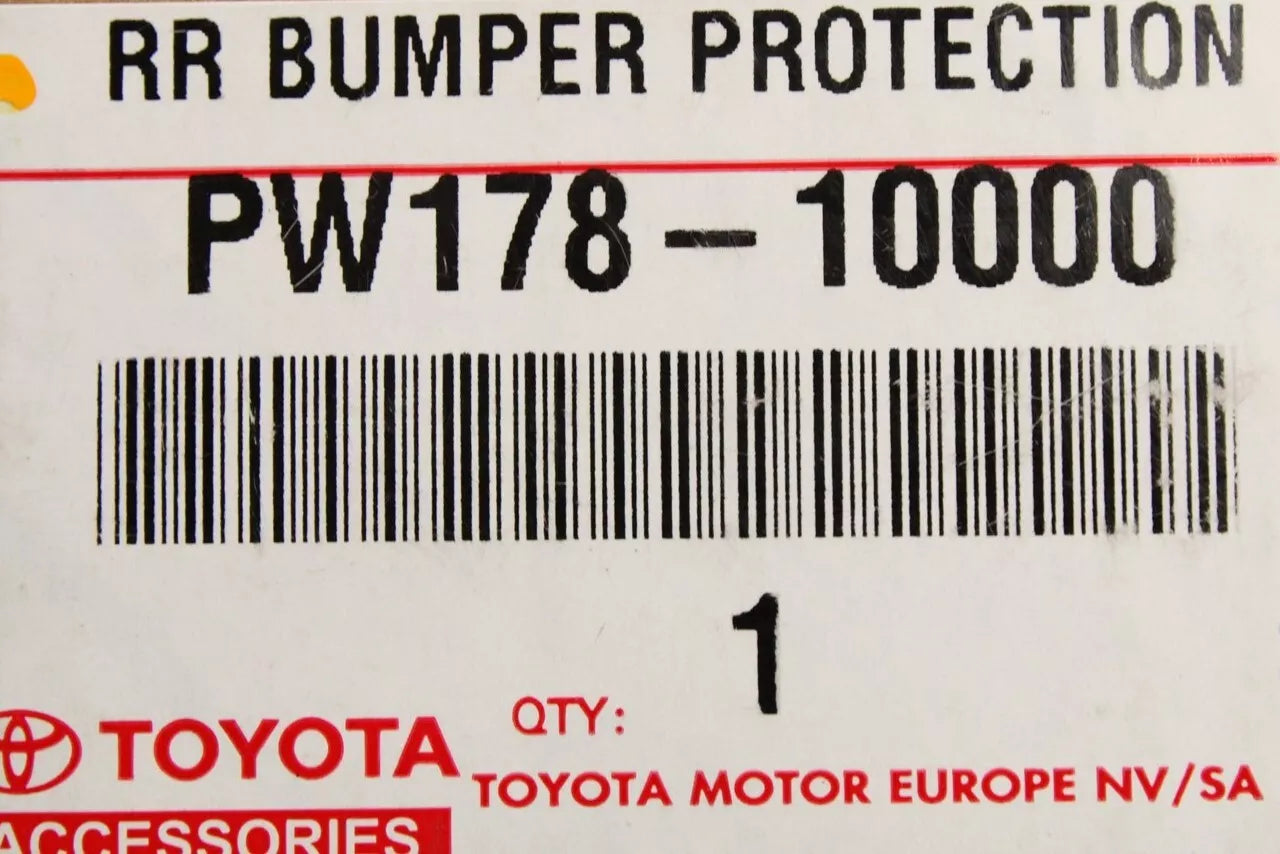 RR BUMPER PROTECTION
PW178-10000
1
QTY:
TOYOTA
TOYOTA MOTOR EUROPE NV/SA
ACCESSORIES